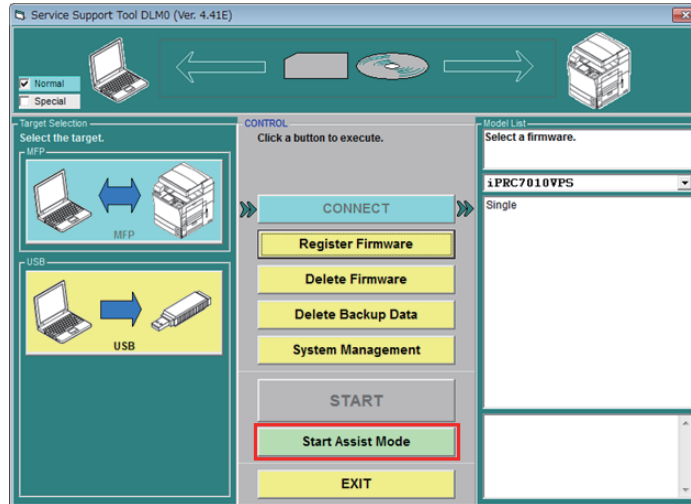 Service Support Tool DLM0 (Ver. 4.41E)
Normal
Special
Target Selection
Select the target.
MFP
MFP
USB
USB
CONTROL
Click a button to execute.
CONNECT
Register Firmware
Delete Firmware
Delete Backup Data
System Management
START
Start Assist Mode
EXIT
Model List
Select a firmware.
iPRC7010VPS
Single